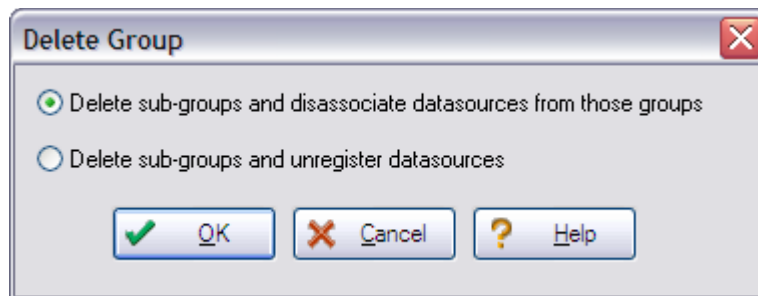 Delete Group
Delete sub-groups and disassociate datasources from those groups
Delete sub-groups and unregister datasources
OK Cancel Help